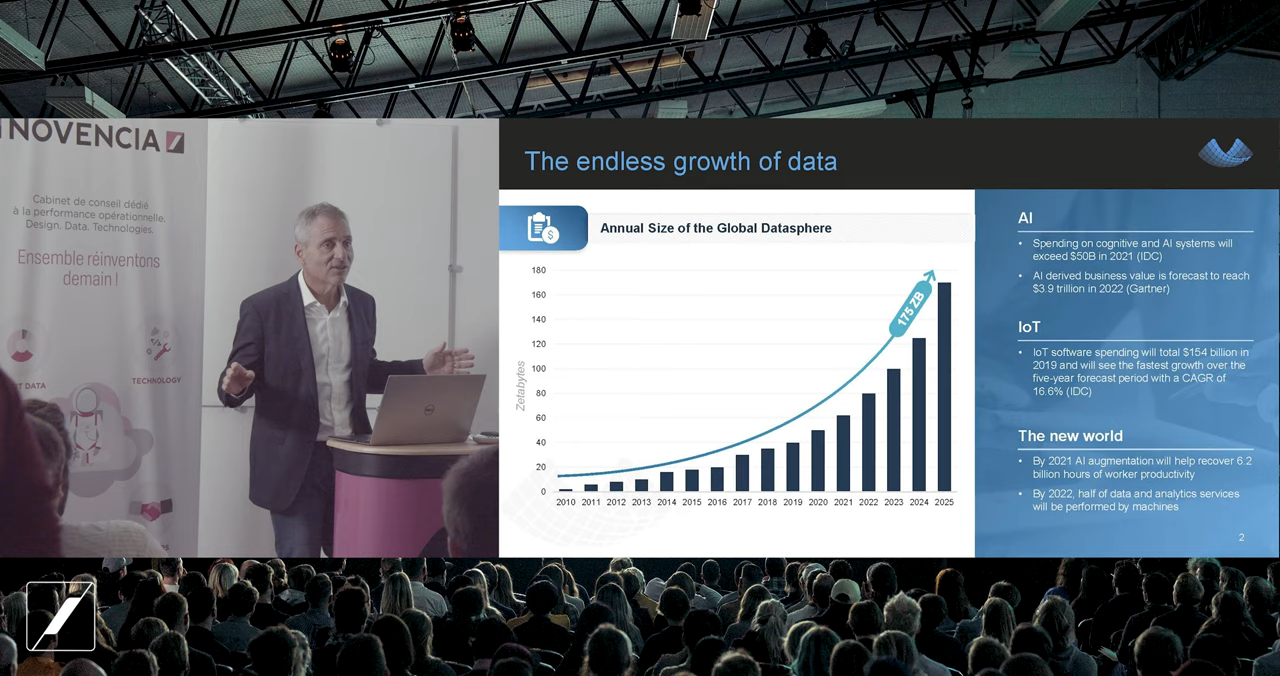 NOVENCIA
Cabinet de conseil dédié
à la performance opérationnelle.
Design. Data. Technologies.
Ensemble réinventons
demain !
DATA
TECHNOLOGY
DELL
The endless growth of data
$
Annual Size of the Global Datasphere
Zetabytes
180
160
140
120
100
80
60
40
20
0
175 ZB
2010 2011 2012 2013 2014 2015 2016 2017 2018 2019 2020 2021 2022 2023 2024 2025
AI
• Spending on cognitive and AI systems will
exceed $50B in 2021 (IDC)
• AI derived business value is forecast to reach
$3.9 trillion in 2022 (Gartner)
IoT
• IoT software spending will total $154 billion in
2019 and will see the fastest growth over the
five-year forecast period with a CAGR of
16.6% (IDC)
The new world
• By 2021 AI augmentation will help recover 6.2
billion hours of worker productivity
• By 2022, half of data and analytics services
will be performed by machines
2